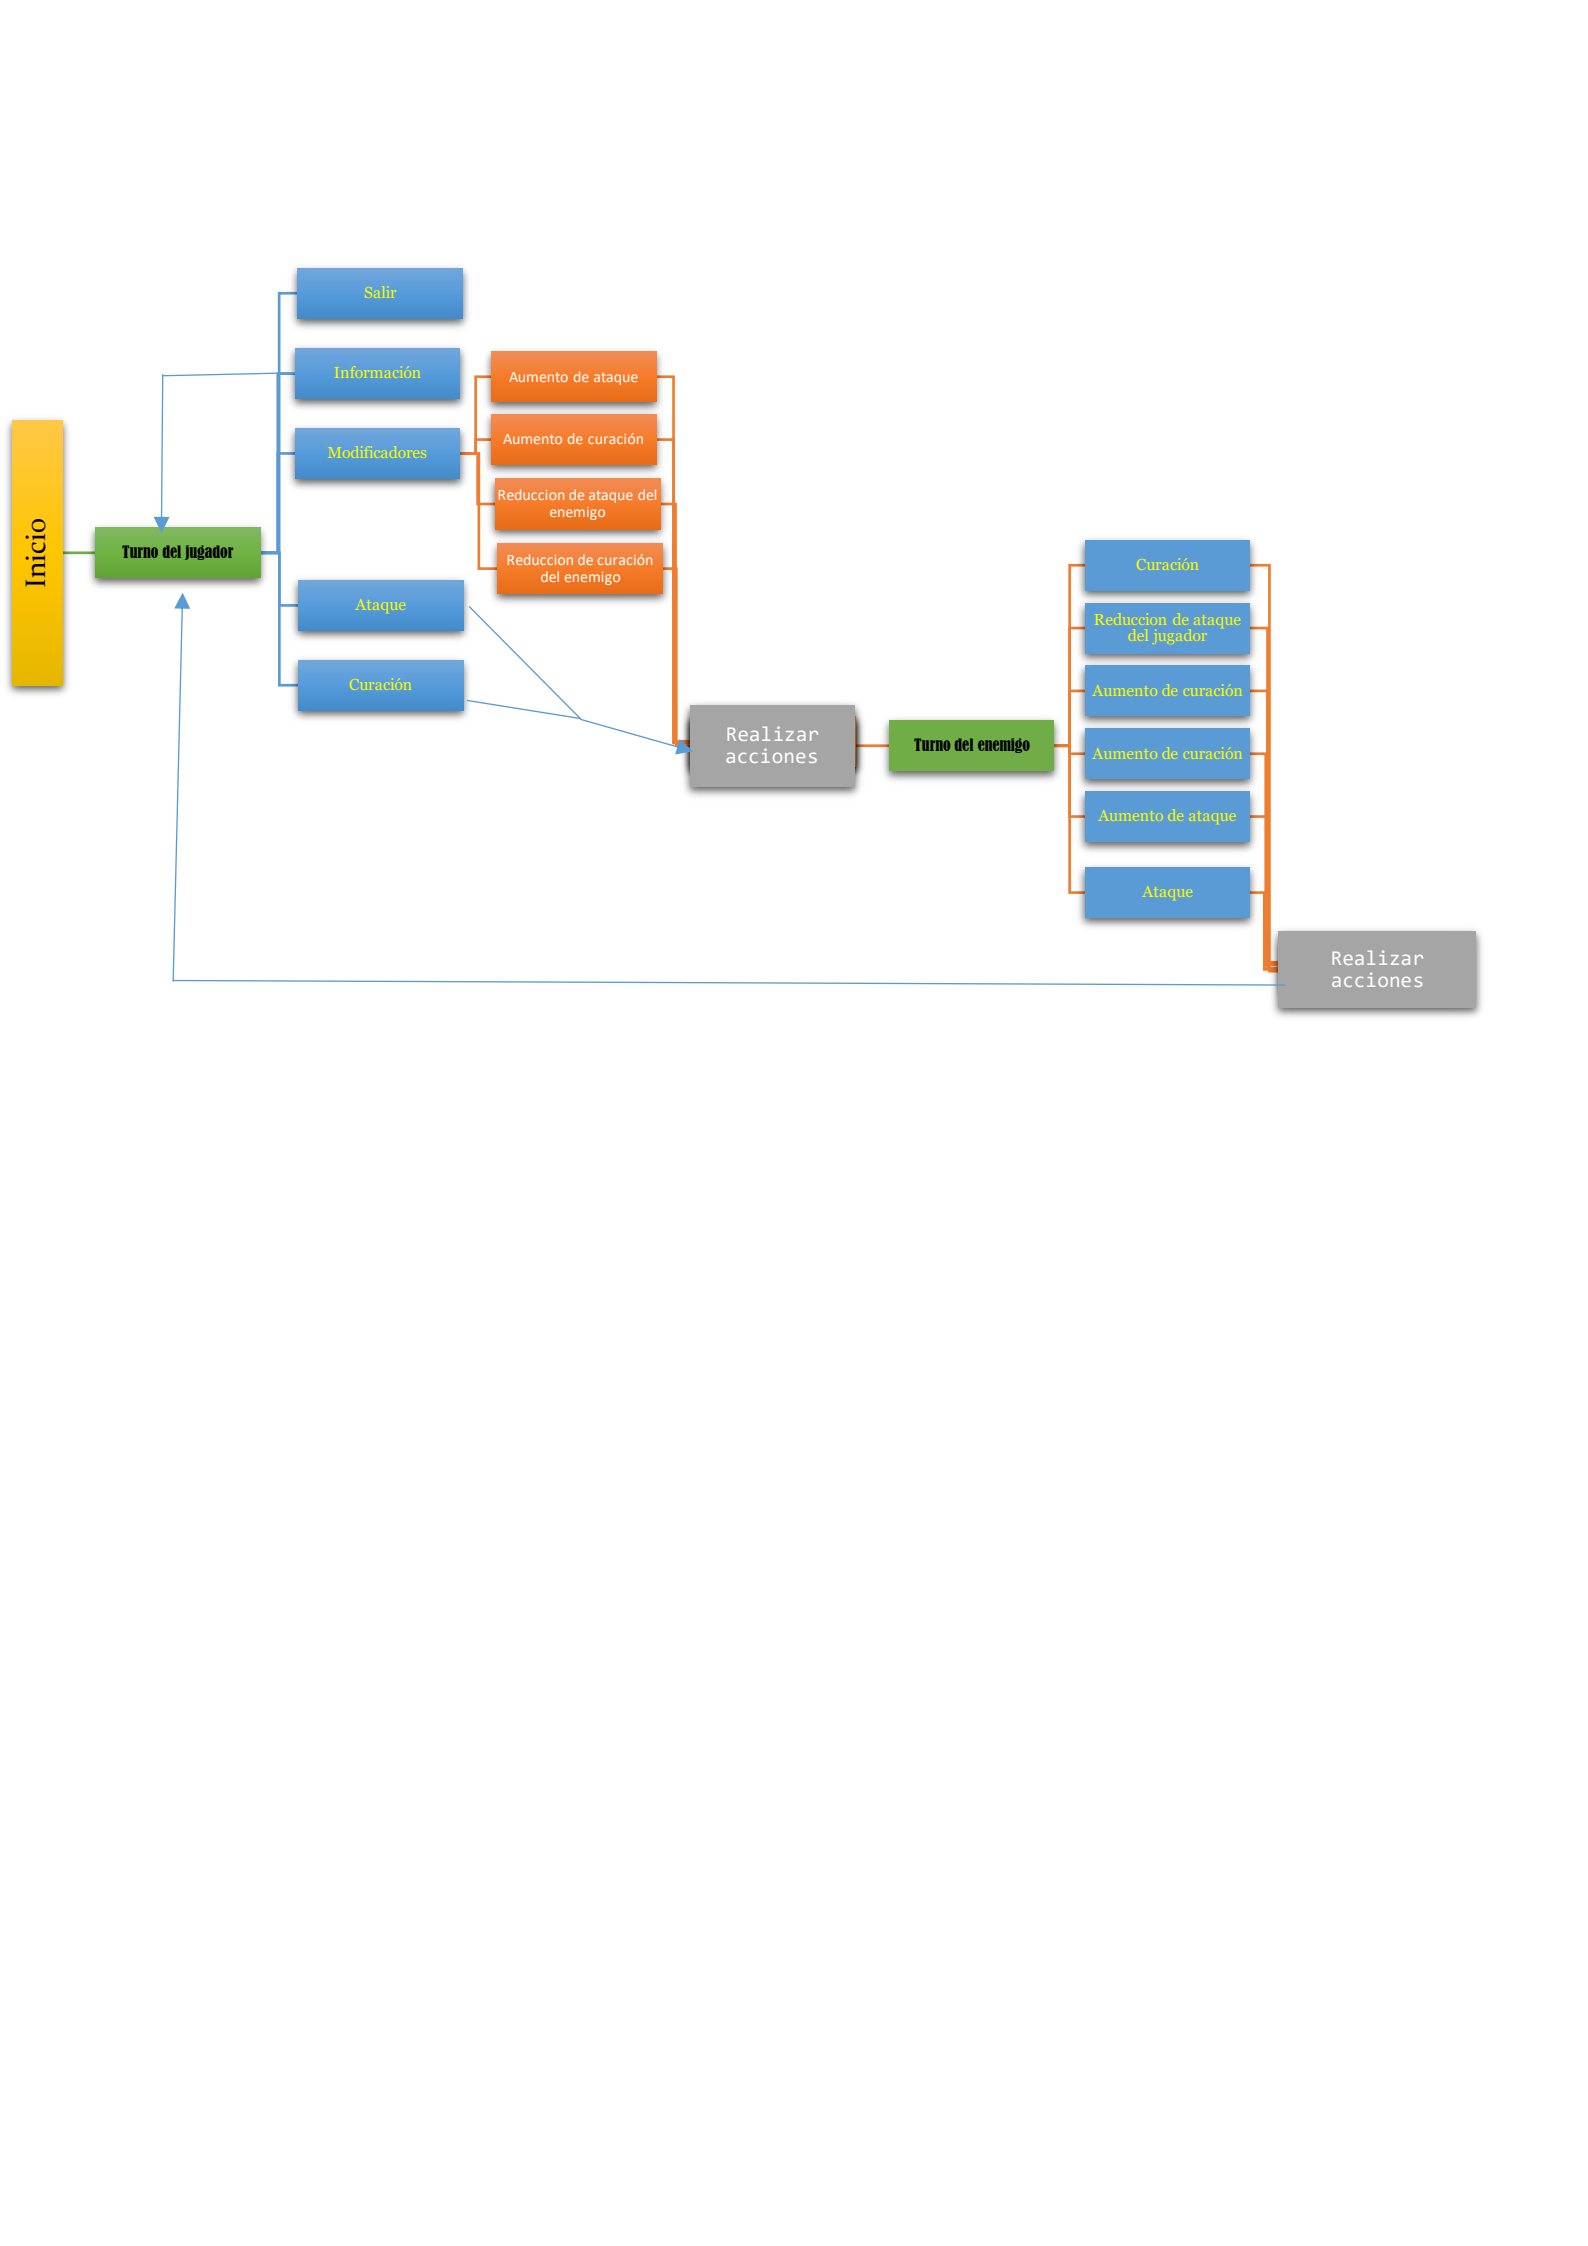 Inicio
Turno del jugador
Salir
Información
Modificadores
Ataque
Curación
Aumento de ataque
Aumento de curación
Reduccion de ataque del
enemigo
Reduccion de curación
del enemigo
Realizar
acciones
Turno del enemigo
Curación
Reduccion de ataque
del jugador
Aumento de curación
Aumento de curación
Aumento de ataque
Ataque
Realizar
acciones